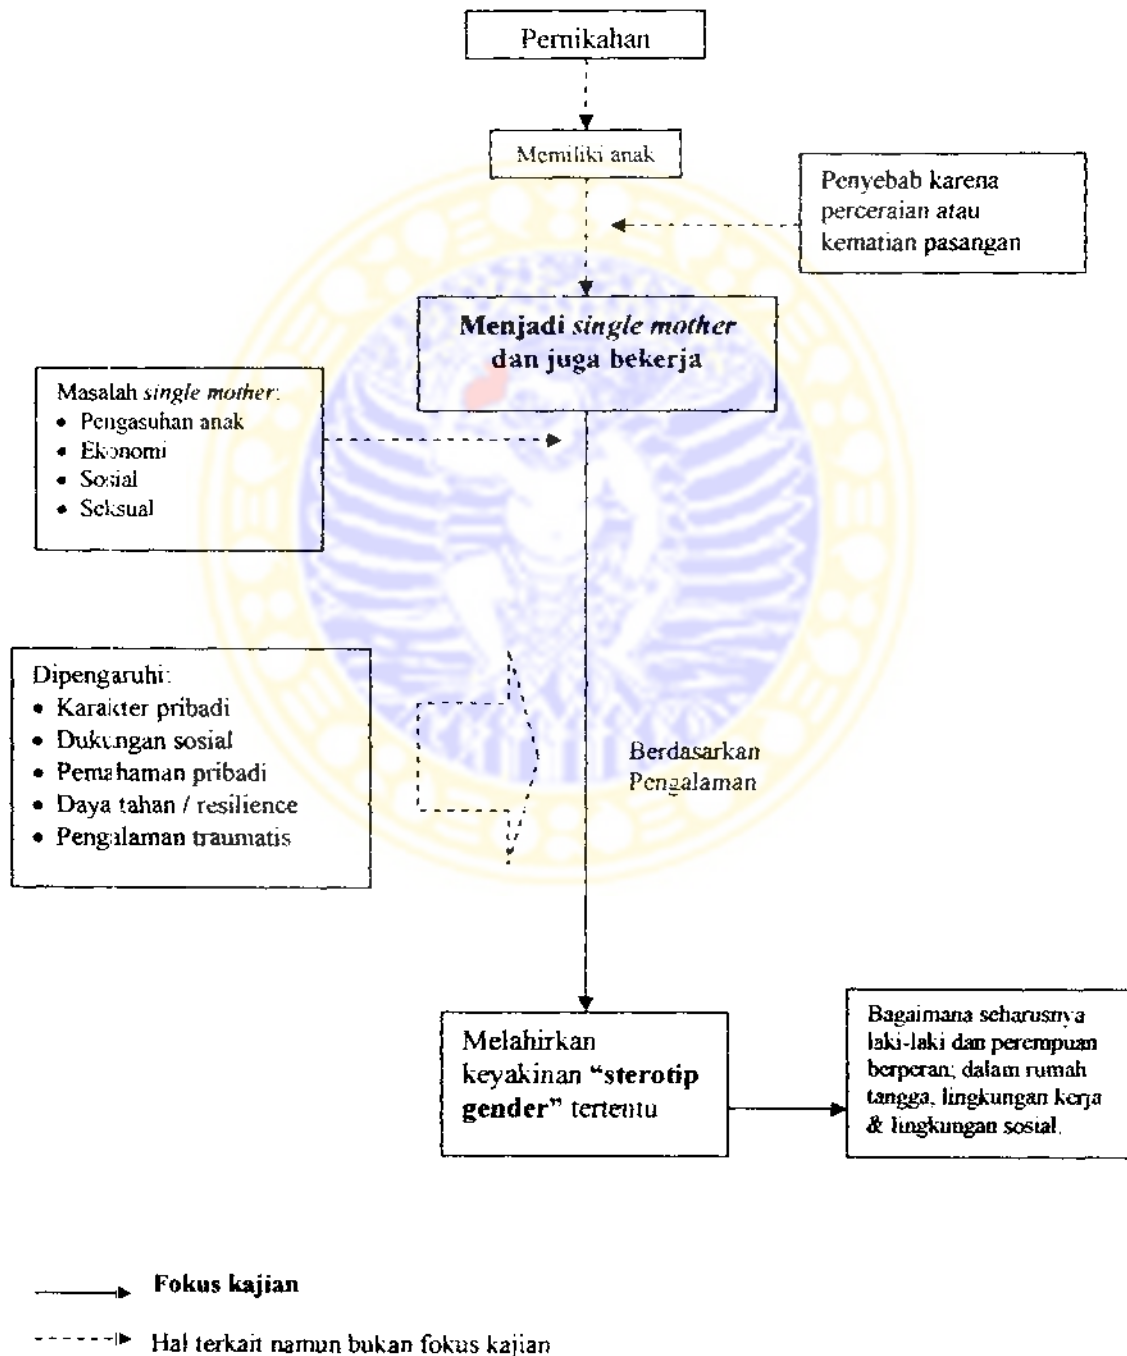 Pernikahan
Memiliki anak
Penyebab karena
perceraian atau
kematian pasangan
Menjadi single mother
dan juga bekerja
Masalah single mother:
• Pengasuhan anak
• Ekonomi
• Sosial
• Seksual
Dipengaruhi:
• Karakter pribadi
• Dukungan sosial
• Pemahaman pribadi
• Daya tahan / resilience
• Pengalaman traumatis
Berdasarkan
Pengalaman
Melahirkan
keyakinan “sterotip
gender” tertentu
Bagaimana seharusnya
laki-laki dan perempuan
berperan; dalam rumah
tangga, lingkungan kerja
& lingkungan sosial.
Fokus kajian
Hal terkait namun bukan fokus kajian